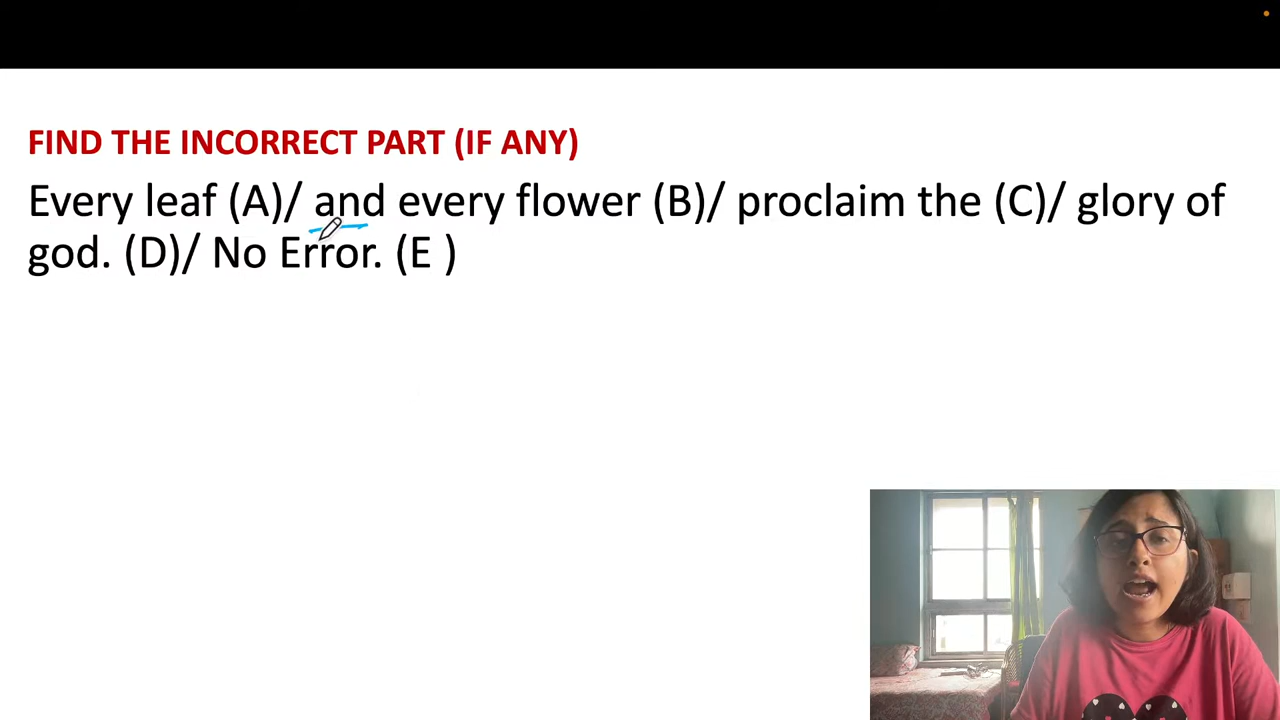 FIND THE INCORRECT PART (IF ANY)
Every leaf (A)/ and every flower (B)/ proclaim the (C)/ glory of
god. (D)/ No Error. (E )